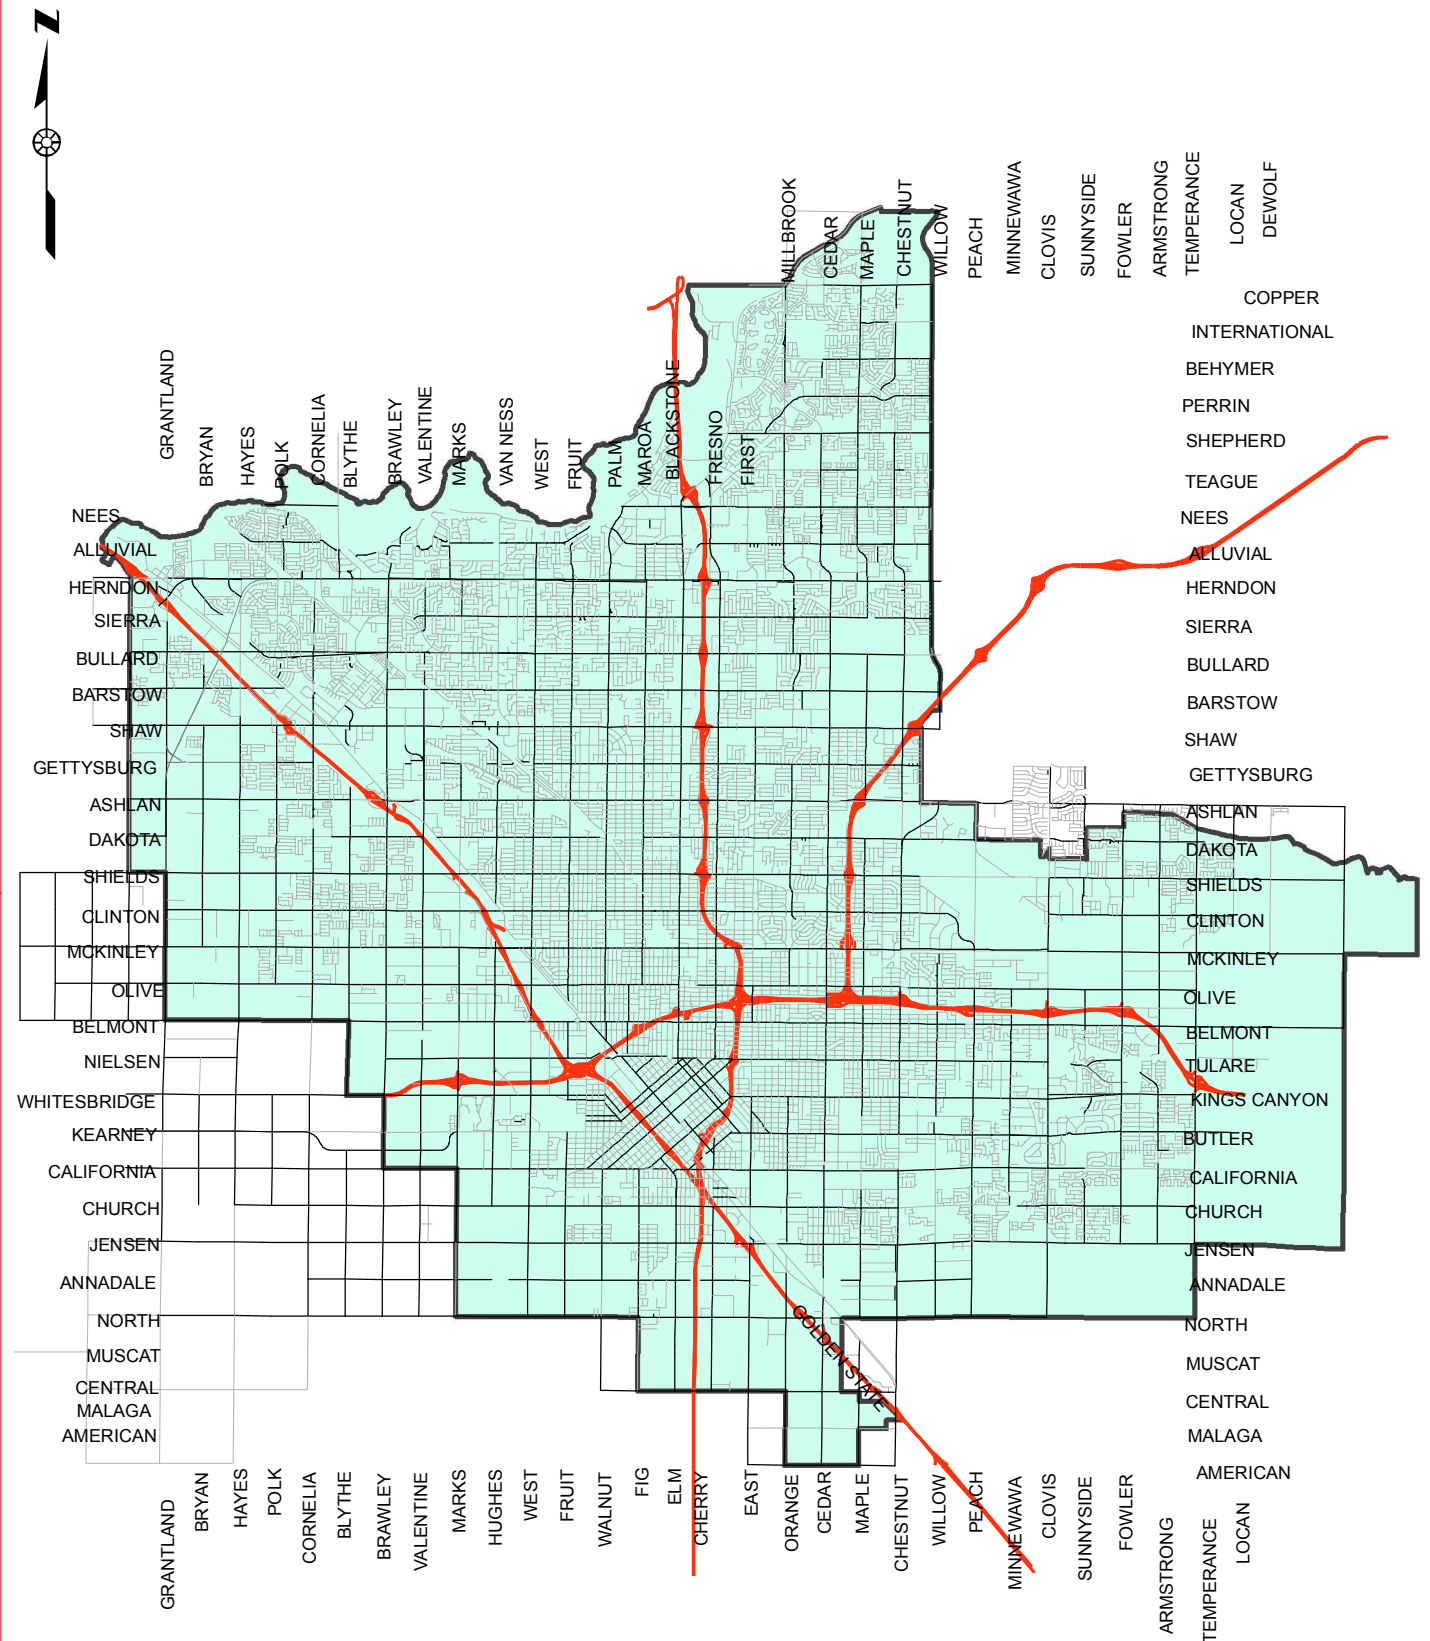 N
MILLBROOK
CEDAR
MAPLE
CHESTNUT
WILLOW
PEACH
MINNEWAWA
CLOVIS
SUNNYSIDE
FOWLER
ARMSTRONG
TEMPERANCE
LOCAN
DEWOLF
GRANTLAND
BRYAN
HAYES
POLK
CORNELIA
BLYTHE
BRAWLEY
VALENTINE
MARKS
VAN NESS
WEST
FRUIT
PALM
MAROA
BLACKSTONE
FRESNO
FIRST
COPPER
INTERNATIONAL
BEHYMER
PERRIN
SHEPHERD
TEAGUE
NEES
ALLUVIAL
HERNDON
SIERRA
BULLARD
BARSTOW
SHAW
GETTYSBURG
ASHLAN
DAKOTA
SHIELDS
CLINTON
MCKINLEY
OLIVE
BELMONT
TULARE
KINGS CANYON
BUTLER
CALIFORNIA
CHURCH
JENSEN
ANNADALE
NORTH
MUSCAT
CENTRAL
MALAGA
AMERICAN
NEES
ALLUVIAL
HERNDON
SIERRA
BULLARD
BARSTOW
SHAW
GETTYSBURG
ASHLAN
DAKOTA
SHIELDS
CLINTON
MCKINLEY
OLIVE
BELMONT
NIELSEN
WHITESBRIDGE
KEARNEY
CALIFORNIA
CHURCH
JENSEN
ANNADALE
NORTH
MUSCAT
CENTRAL
MALAGA
AMERICAN
GOLDEN STATE
GRANTLAND
BRYAN
HAYES
POLK
CORNELIA
BLYTHE
BRAWLEY
VALENTINE
MARKS
HUGHES
WEST
FRUIT
WALNUT
FIG
ELM
CHERRY
EAST
ORANGE
CEDAR
MAPLE
CHESTNUT
WILLOW
PEACH
MINNEWAWA
CLOVIS
SUNNYSIDE
FOWLER
ARMSTRONG
TEMPERANCE
LOCAN